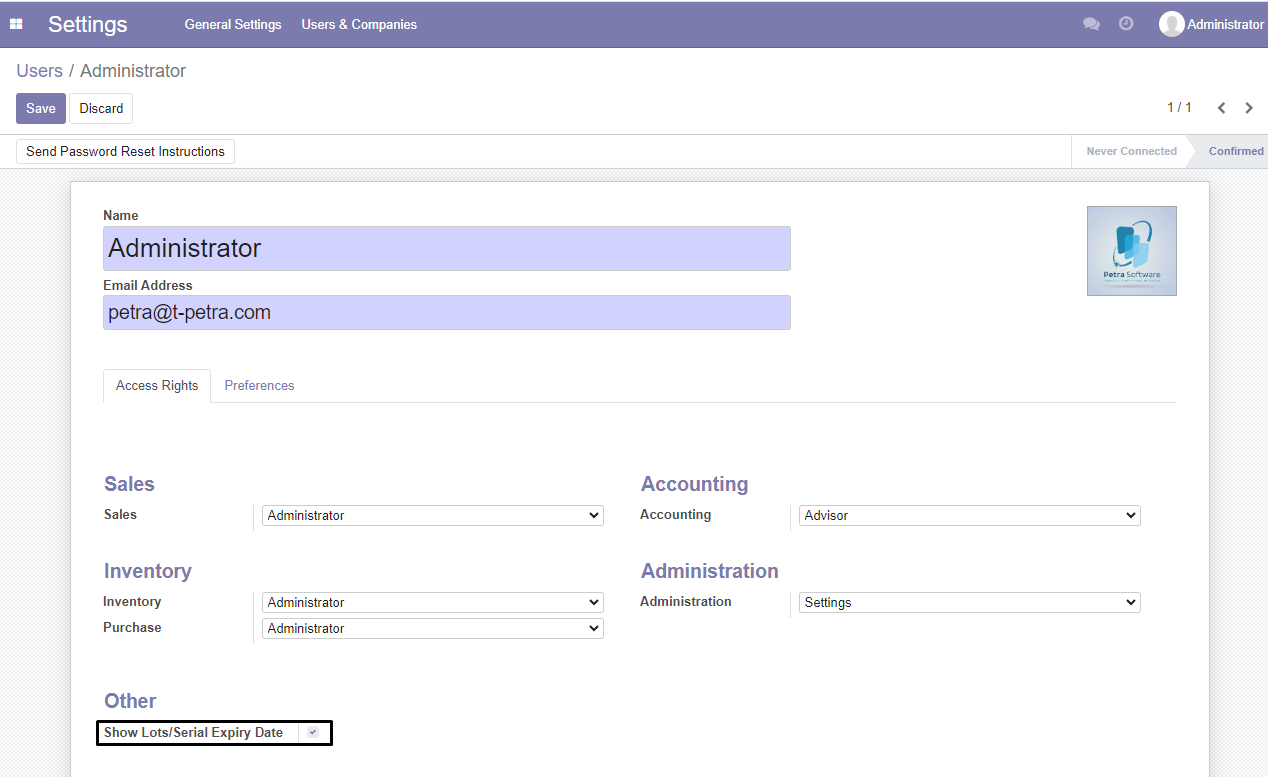 Settings General Settings Users & Companies Administrator
Users / Administrator
Save Discard 1 / 1
Send Password Reset Instructions Never Connected Confirmed
Name
Administrator
Email Address
petra@t-petra.com
Petra Software
Access Rights Preferences
Sales Accounting
Sales Administrator Accounting Advisor
Inventory Administration
Inventory Administrator Administration Settings
Purchase Administrator
Other
Show Lots/Serial Expiry Date